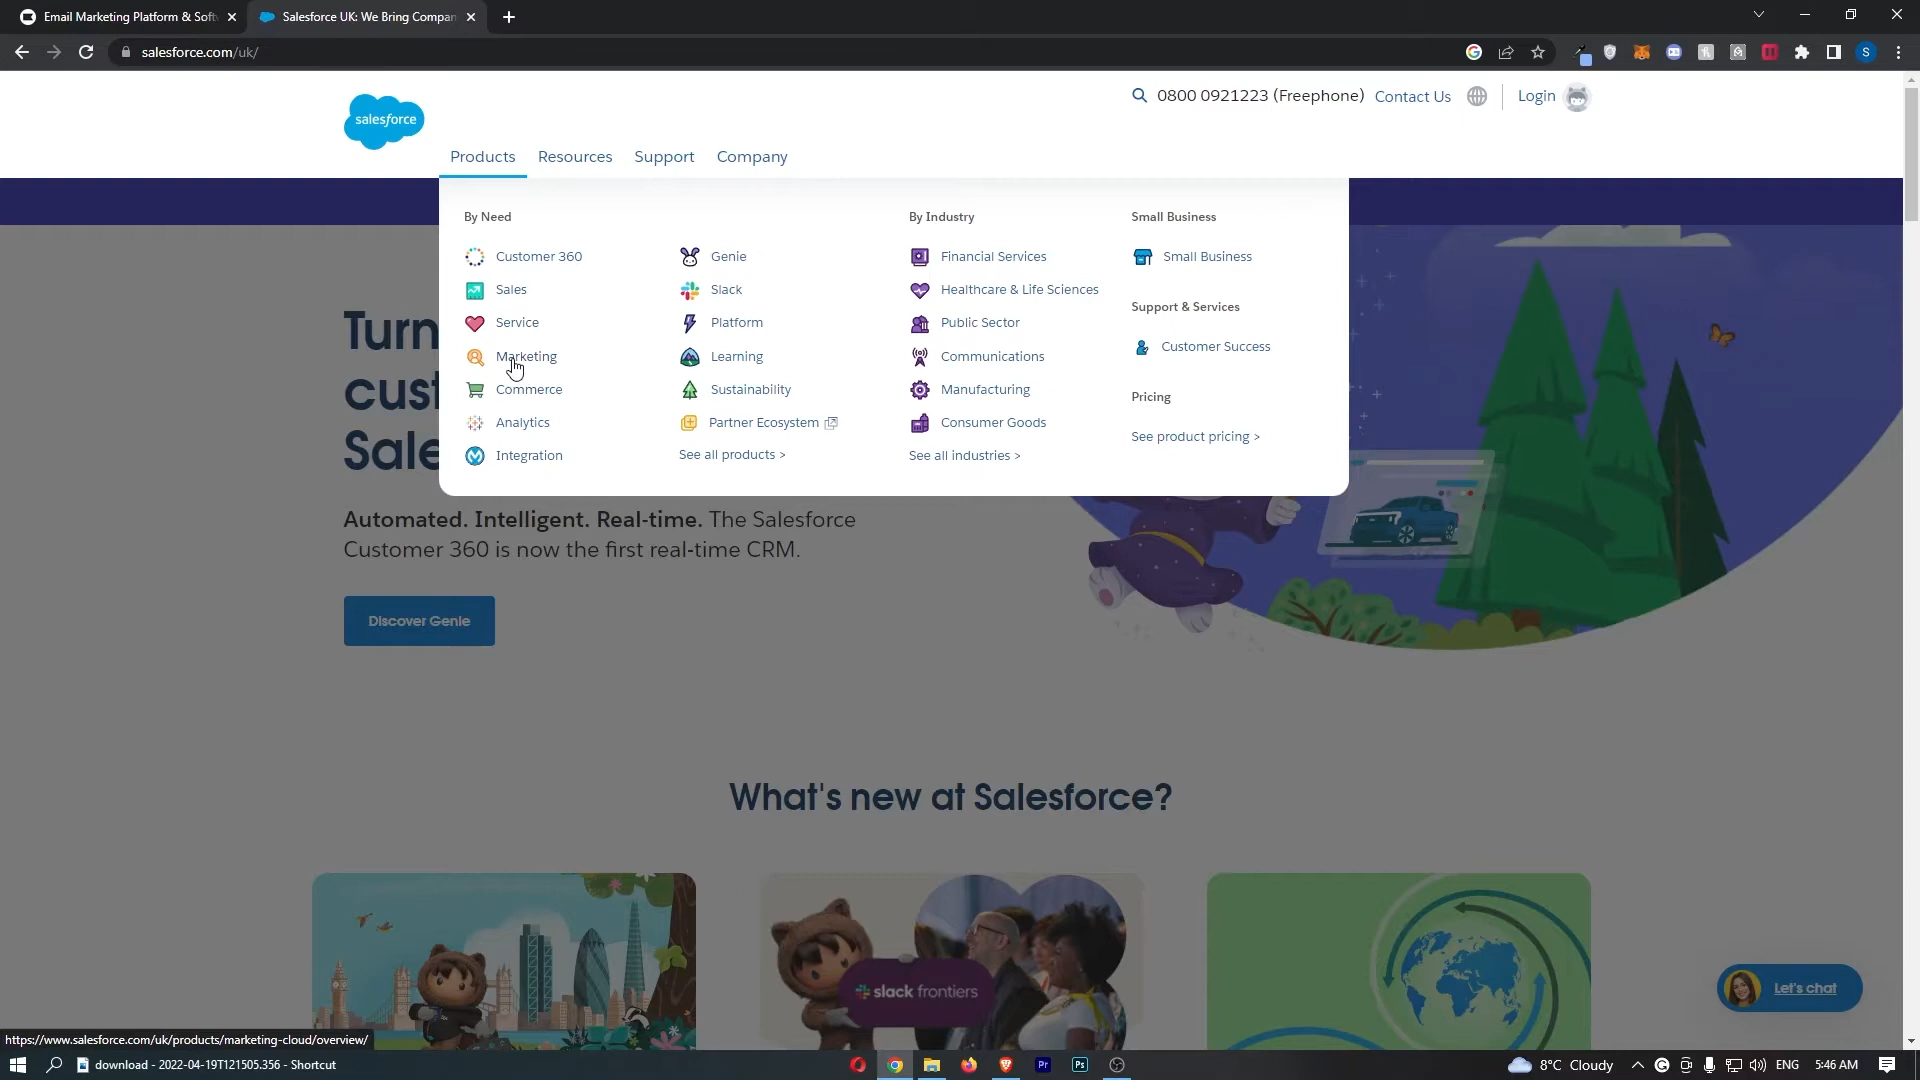 Email Marketing Platform & Soft
Salesforce UK: We Bring Compan
salesforce.com/uk/
S
salesforce
0800 0921223 (Freephone)
Contact Us
Login
Products
Resources
Support
Company
By Need
Customer 360
Sales
Service
Marketing
Commerce
Analytics
Integration
Genie
Slack
Platform
Learning
Sustainability
Partner Ecosystem
See all products >
By Industry
Financial Services
Healthcare & Life Sciences
Public Sector
Communications
Manufacturing
Consumer Goods
See all industries >
Small Business
Small Business
Support & Services
Customer Success
Pricing
See product pricing >
Turn
cust
Sale
Automated. Intelligent. Real-time. The Salesforce
Customer 360 is now the first real-time CRM.
Discover Genie
What's new at Salesforce?
slack frontiers
Let's chat
https://www.salesforce.com/uk/products/marketing-cloud/overview/
download - 2022-04-19T121505.356 - Shortcut
Pr
Ps
8°C Cloudy
ENG
5:46 AM